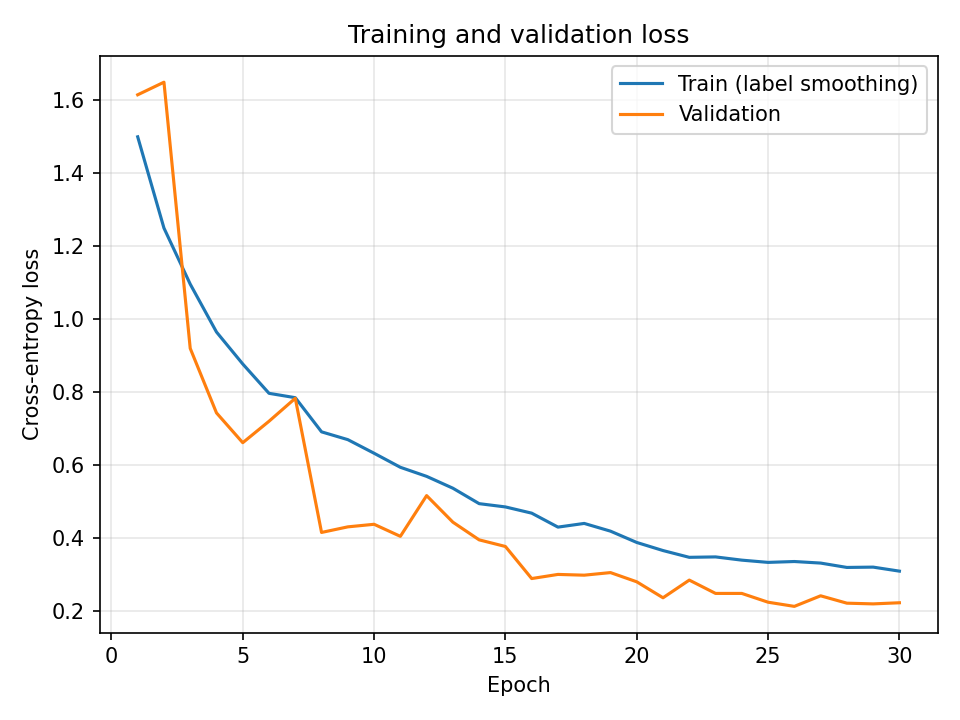 Training and validation loss
Train (label smoothing)
Validation
Cross-entropy loss
1.6
1.4
1.2
1.0
0.8
0.6
0.4
0.2
0 5 10 15 20 25 30
Epoch